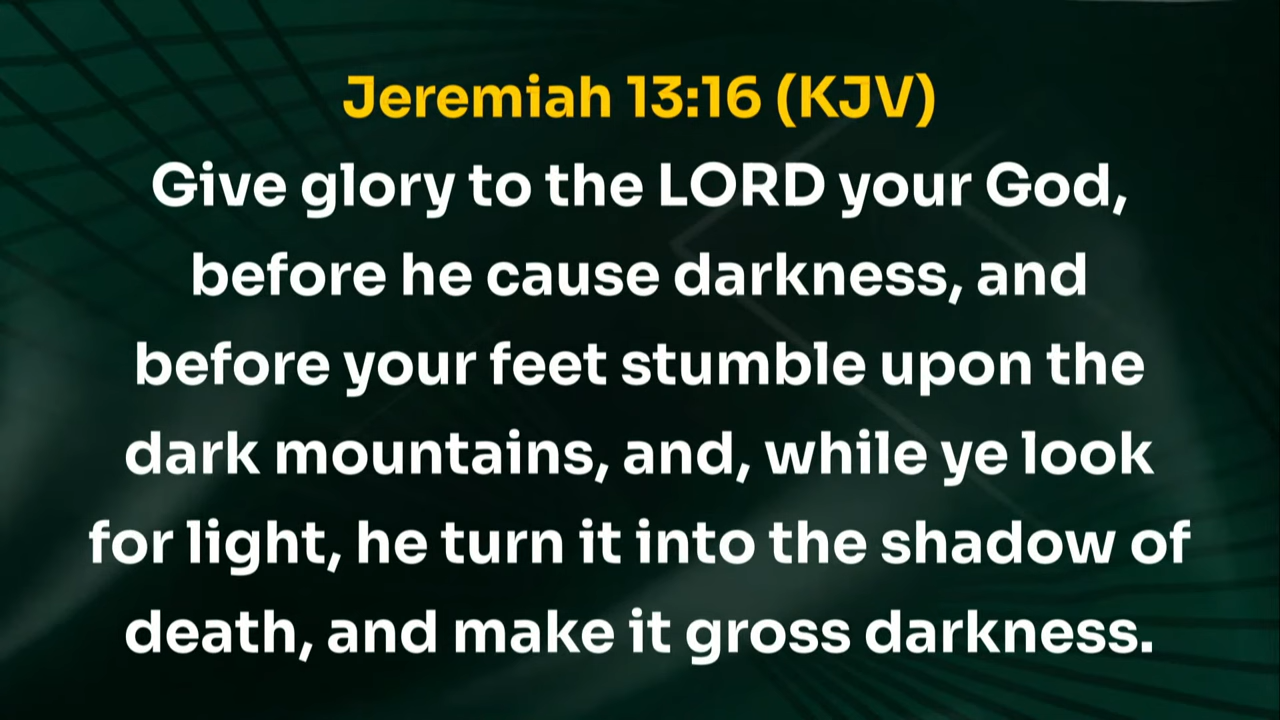 Jeremiah 13:16 (KJV)
Give glory to the LORD your God,
before he cause darkness, and
before your feet stumble upon the
dark mountains, and, while ye look
for light, he turn it into the shadow of
death, and make it gross darkness.